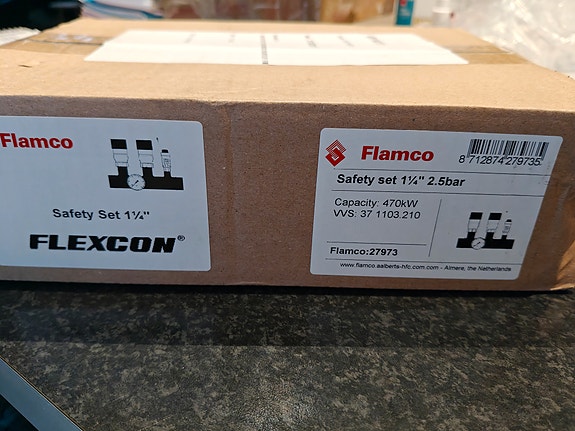 Flamco
Safety Set 1¼"
FLEXCON®
Flamco
8 712874 279735
Safety set 1¼" 2.5bar
Capacity: 470kW
VVS: 37 1103.210
Flamco:27973
www.flamco.aalberts-hfc.com.com - Almere, the Netherlands